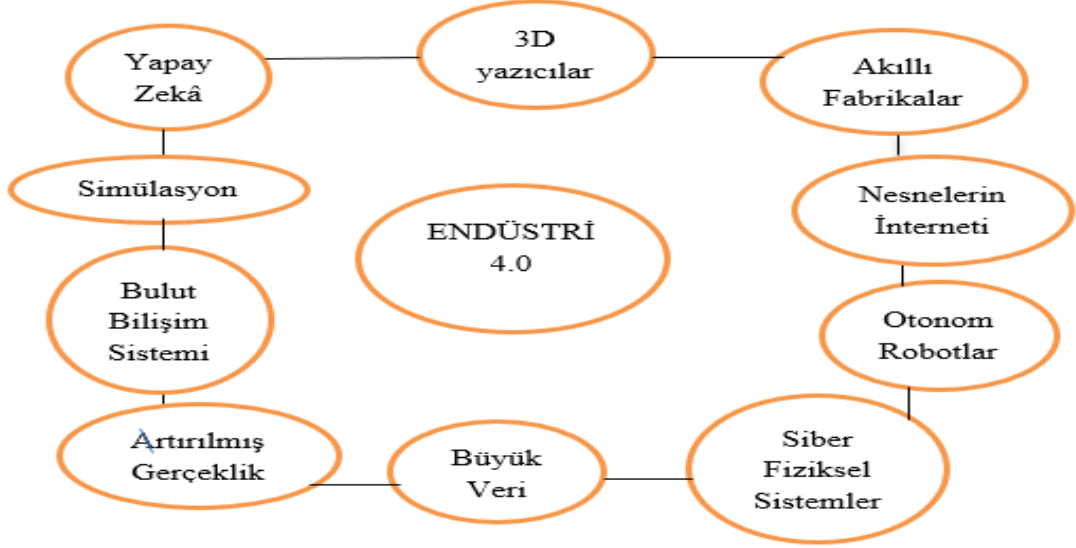 3D
yazıcılar
Yapay
Zekâ
Akıllı
Fabrikalar
Simülasyon
Nesnelerin
İnterneti
ENDÜSTRİ
4.0
Bulut
Bilişim
Sistemi
Otonom
Robotlar
Artırılmış
Gerçeklik
Büyük
Veri
Siber
Fiziksel
Sistemler